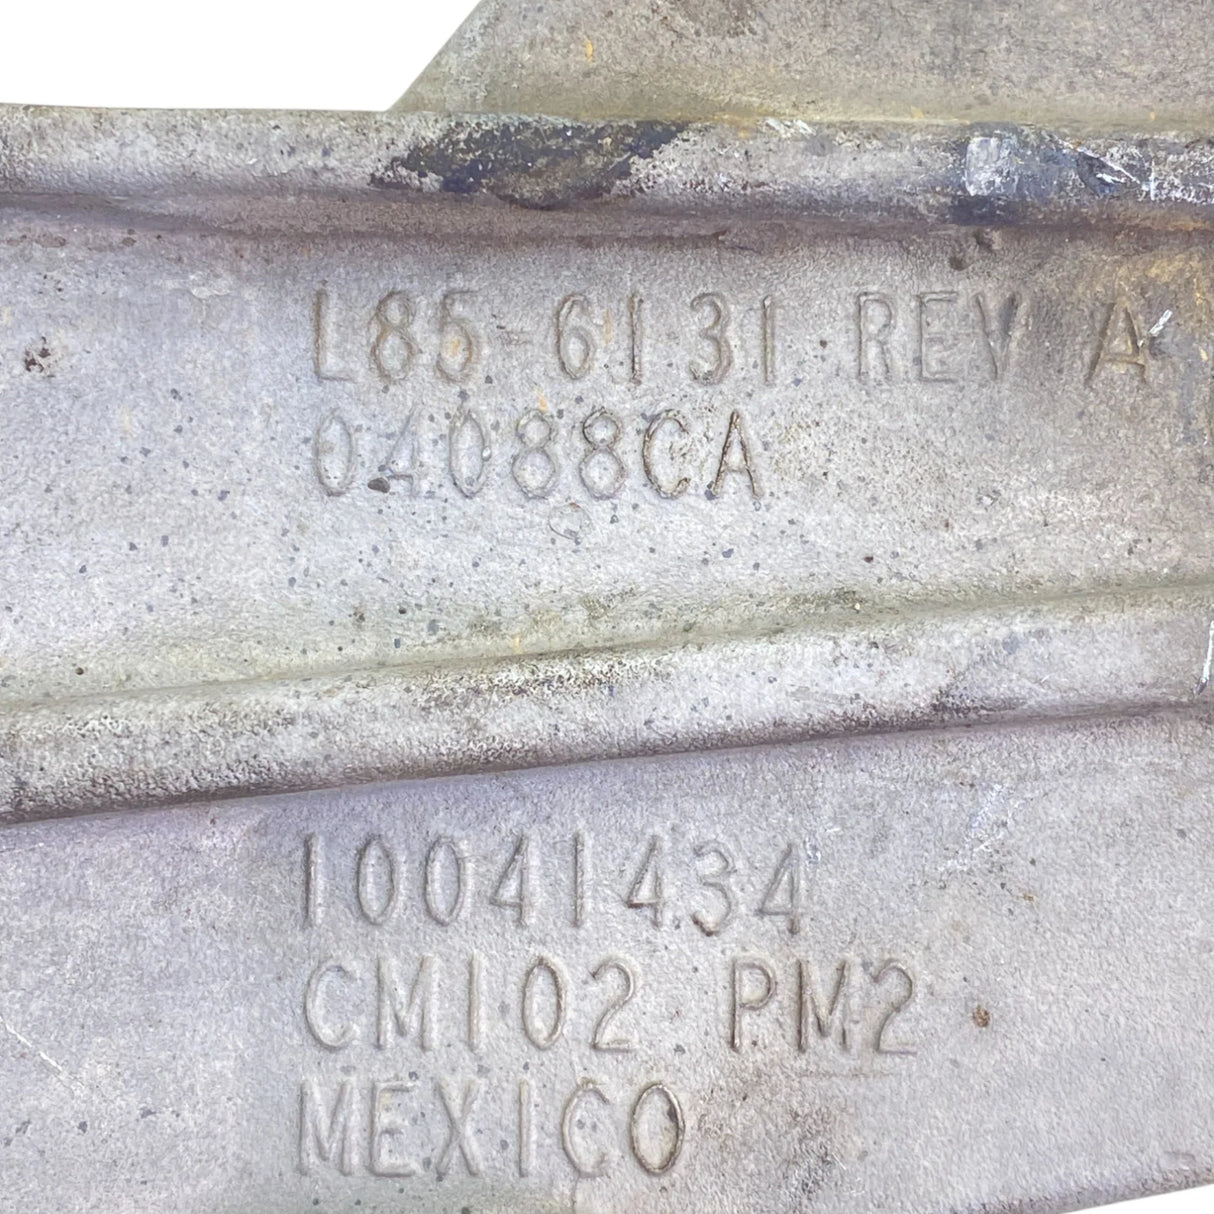 L85-6131 REV A
04088CA
10041434
CM102 PM2
MEXICO